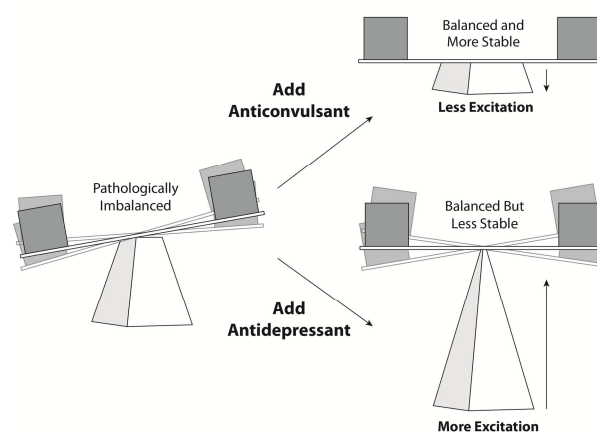 Balanced and
More Stable
Less Excitation
Add
Anticonvulsant
Pathologically
Imbalanced
Balanced But
Less Stable
Add
Antidepressant
More Excitation